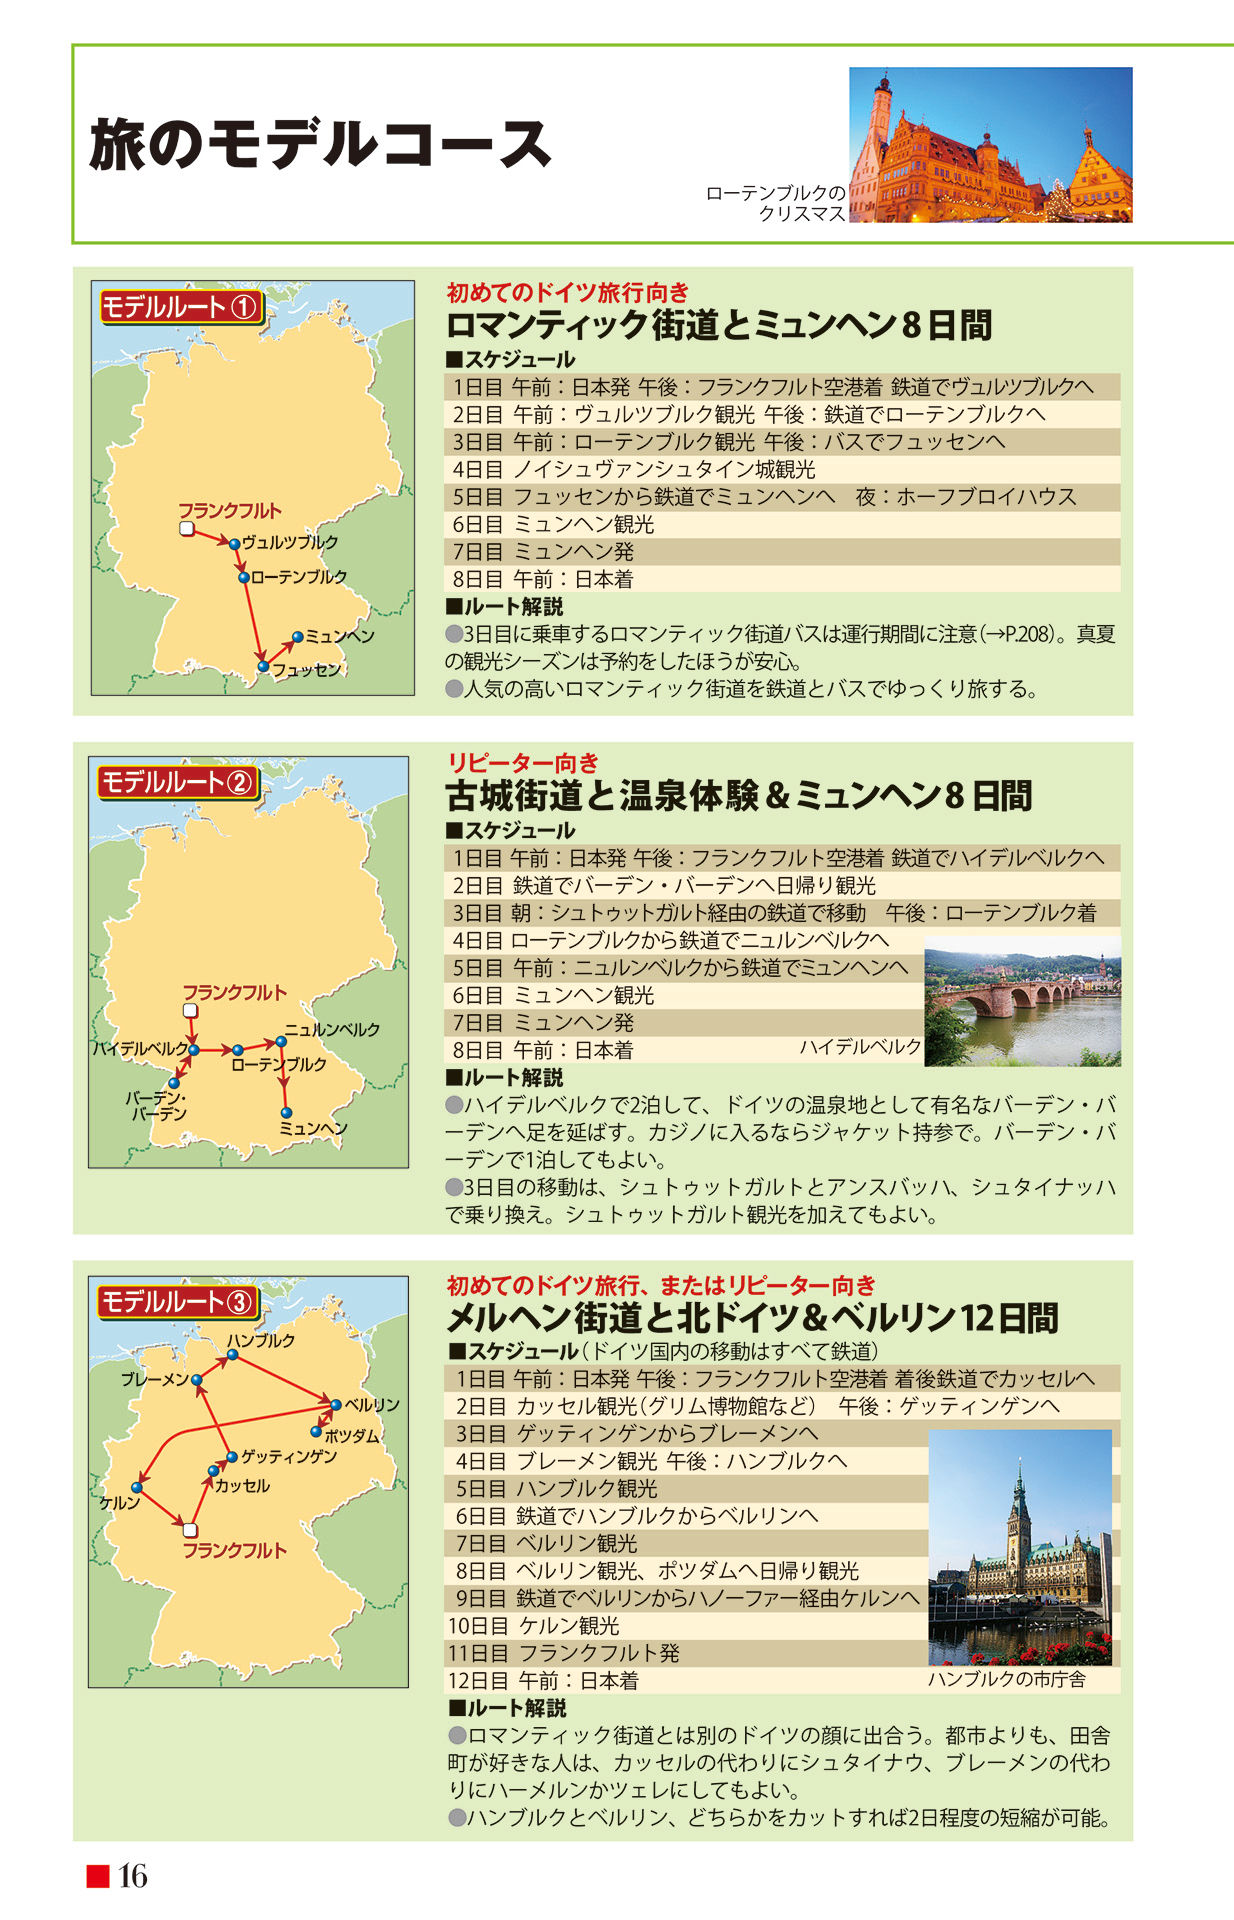 旅のモデルコース
ローテンブルクの
クリスマス
モデルルート①
フランクフルト
ヴュルツブルク
ローテンブルク
ミュンヘン
フュッセン
初めてのドイツ旅行向き
ロマンティック街道とミュンヘン8日間
■スケジュール
1日目 午前：日本発 午後：フランクフルト空港着 鉄道でヴュルツブルクへ
2日目 午前：ヴュルツブルク観光 午後：鉄道でローテンブルクへ
3日目 午前：ローテンブルク観光 午後：バスでフュッセンへ
4日目 ノイシュヴァンシュタイン城観光
5日目 フュッセンから鉄道でミュンヘンへ 夜：ホーフブロイハウス
6日目 ミュンヘン観光
7日目 ミュンヘン発
8日目 午前：日本着
■ルート解説
●3日目に乗車するロマンティック街道バスは運行期間に注意(→P.208)。真夏
の観光シーズンは予約をしたほうが安心。
●人気の高いロマンティック街道を鉄道とバスでゆっくり旅する。
モデルルート②
フランクフルト
ハイデルベルク
ニュルンベルク
ローテンブルク
バーデン・
バーデン
ミュンヘン
リピーター向き
古城街道と温泉体験＆ミュンヘン8日間
■スケジュール
1日目 午前：日本発 午後：フランクフルト空港着 鉄道でハイデルベルクへ
2日目 鉄道でバーデン・バーデンへ日帰り観光
3日目 朝：シュトゥットガルト経由の鉄道で移動 午後：ローテンブルク着
4日目 ローテンブルクから鉄道でニュルンベルクへ
5日目 午前：ニュルンベルクから鉄道でミュンヘンへ
6日目 ミュンヘン観光
7日目 ミュンヘン発
8日目 午前：日本着
ハイデルベルク
■ルート解説
●ハイデルベルクで2泊して、ドイツの温泉地として有名なバーデン・バ
ーデンへ足を延ばす。カジノに入るならジャケット持参で。バーデン・バ
ーデンで1泊してもよい。
●3日目の移動は、シュトゥットガルトとアンスバッハ、シュタイナッハ
で乗り換え。シュトゥットガルト観光を加えてもよい。
モデルルート③
ハンブルク
ブレーメン
ベルリン
ポツダム
ゲッティンゲン
カッセル
ケルン
フランクフルト
初めてのドイツ旅行、またはリピーター向き
メルヘン街道と北ドイツ＆ベルリン12日間
■スケジュール（ドイツ国内の移動はすべて鉄道）
1日目 午前：日本発 午後：フランクフルト空港着 着後鉄道でカッセルへ
2日目 カッセル観光（グリム博物館など） 午後：ゲッティンゲンへ
3日目 ゲッティンゲンからブレーメンへ
4日目 ブレーメン観光 午後：ハンブルクへ
5日目 ハンブルク観光
6日目 鉄道でハンブルクからベルリンへ
7日目 ベルリン観光
8日目 ベルリン観光、ポツダムへ日帰り観光
9日目 鉄道でベルリンからハノーファー経由ケルンへ
10日目 ケルン観光
11日目 フランクフルト発
12日目 午前：日本着
ハンブルクの市庁舎
■ルート解説
●ロマンティック街道とは別のドイツの顔に出合う。都市よりも、田舎
町が好きな人は、カッセルの代わりにシュタイナウ、ブレーメンの代わ
りにハーメルンかツェレにしてもよい。
●ハンブルクとベルリン、どちらかをカットすれば2日程度の短縮が可能。
■16